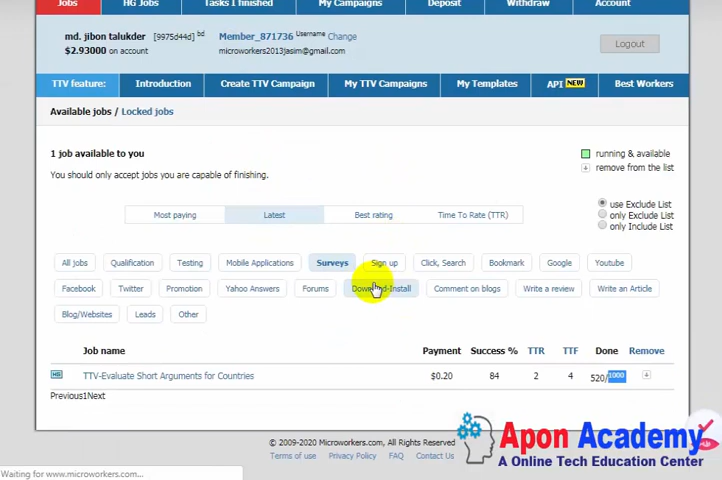 Jobs HG Jobs Tasks I finished My Campaigns Deposit Withdraw Account
md. jibon talukder [9975d44d] bd Member_871736 Username Change
$2.93000 on account microworkers2013jasim@gmail.com
Logout
TTV feature: Introduction Create TTV Campaign My TTV Campaigns My Templates API NEW Best Workers
Available jobs / Locked jobs
1 job available to you
running & available
You should only accept jobs you are capable of finishing.
remove from the list
use Exclude List
only Exclude List
only Include List
Most paying Latest Best rating Time To Rate (TTR)
All jobs Qualification Testing Mobile Applications Surveys Sign up Click, Search Bookmark Google Youtube
Facebook Twitter Promotion Yahoo Answers Forums Download-Install Comment on blogs Write a review Write an Article
Blog/Websites Leads Other
Job name Payment Success % TTR TTF Done Remove
HG TTV-Evaluate Short Arguments for Countries $0.20 84 2 4 520/1000
Previous1Next
© 2009-2020 Microworkers.com, All Rights Reserved
Terms of use Privacy Policy FAQ Contact Us
Apon Academy
A Online Tech Education Center
Waiting for www.microworkers.com...